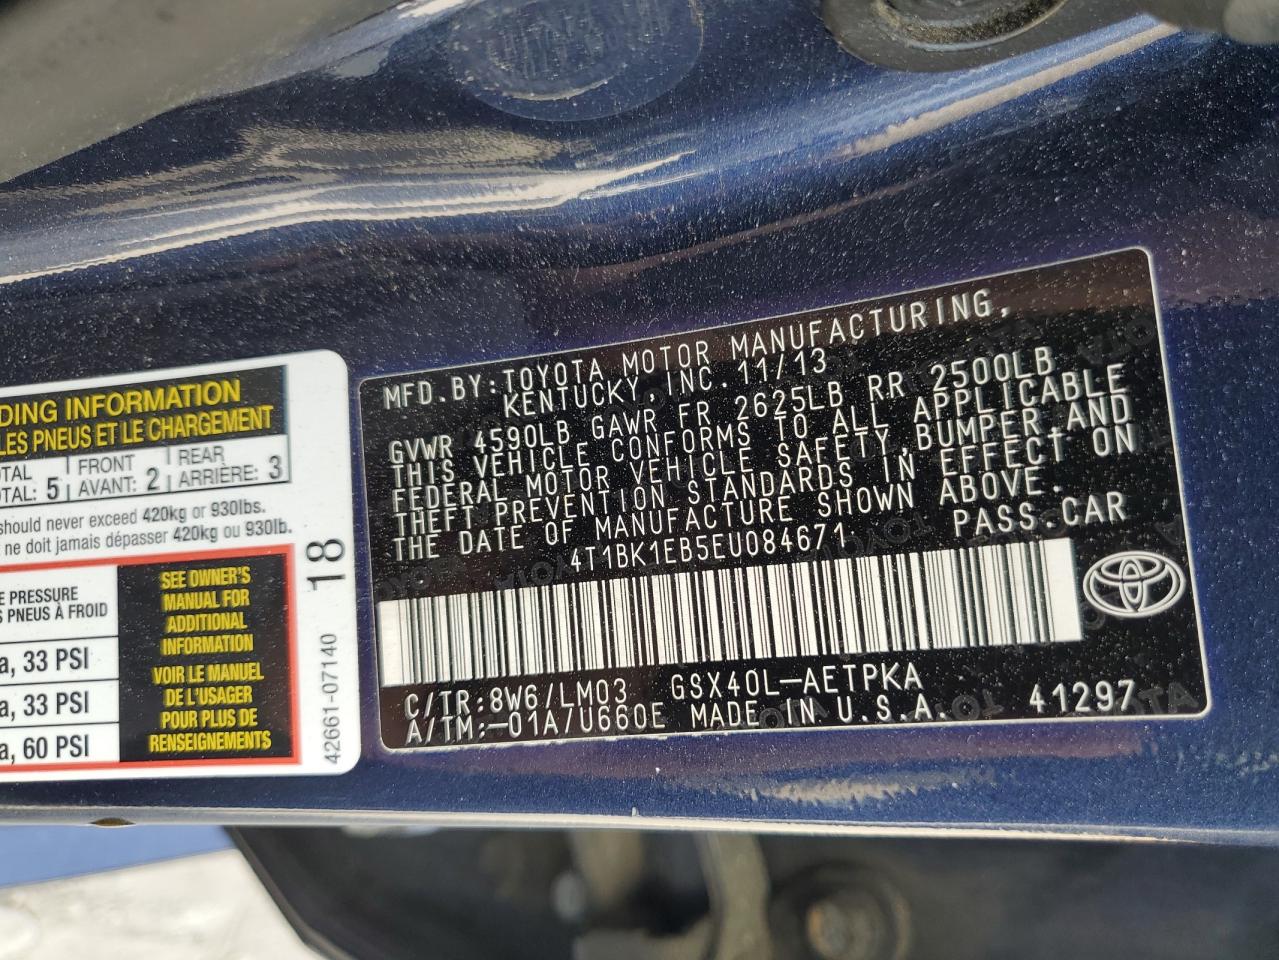 DING INFORMATION
LES PNEUS ET LE CHARGEMENT
TOTAL FRONT REAR
TOTAL: 5 AVANT: 2 ARRIÈRE: 3
should never exceed 420kg or 930lbs.
ne doit jamais dépasser 420kg ou 930lb.
E PRESSURE
S PNEUS À FROID
a, 33 PSI
a, 33 PSI
a, 60 PSI
SEE OWNER'S
MANUAL FOR
ADDITIONAL
INFORMATION
VOIR LE MANUEL
DE L'USAGER
POUR PLUS DE
RENSEIGNEMENTS
42661-07140 18
MFD.BY:TOYOTA MOTOR MANUFACTURING,
KENTUCKY, INC. 11/13
GVWR 4590LB GAWR FR 2625LB RR 2500LB
THIS VEHICLE CONFORMS TO ALL APPLICABLE
FEDERAL MOTOR VEHICLE SAFETY,BUMPER,AND
THEFT PREVENTION STANDARDS IN EFFECT ON
THE DATE OF MANUFACTURE SHOWN ABOVE.
4T1BK1EB5EU084671 PASS.CAR
C/TR:8W6/LM03 GSX40L-AETPKA
A/TM:-01A/U660E MADE IN U.S.A. 41297